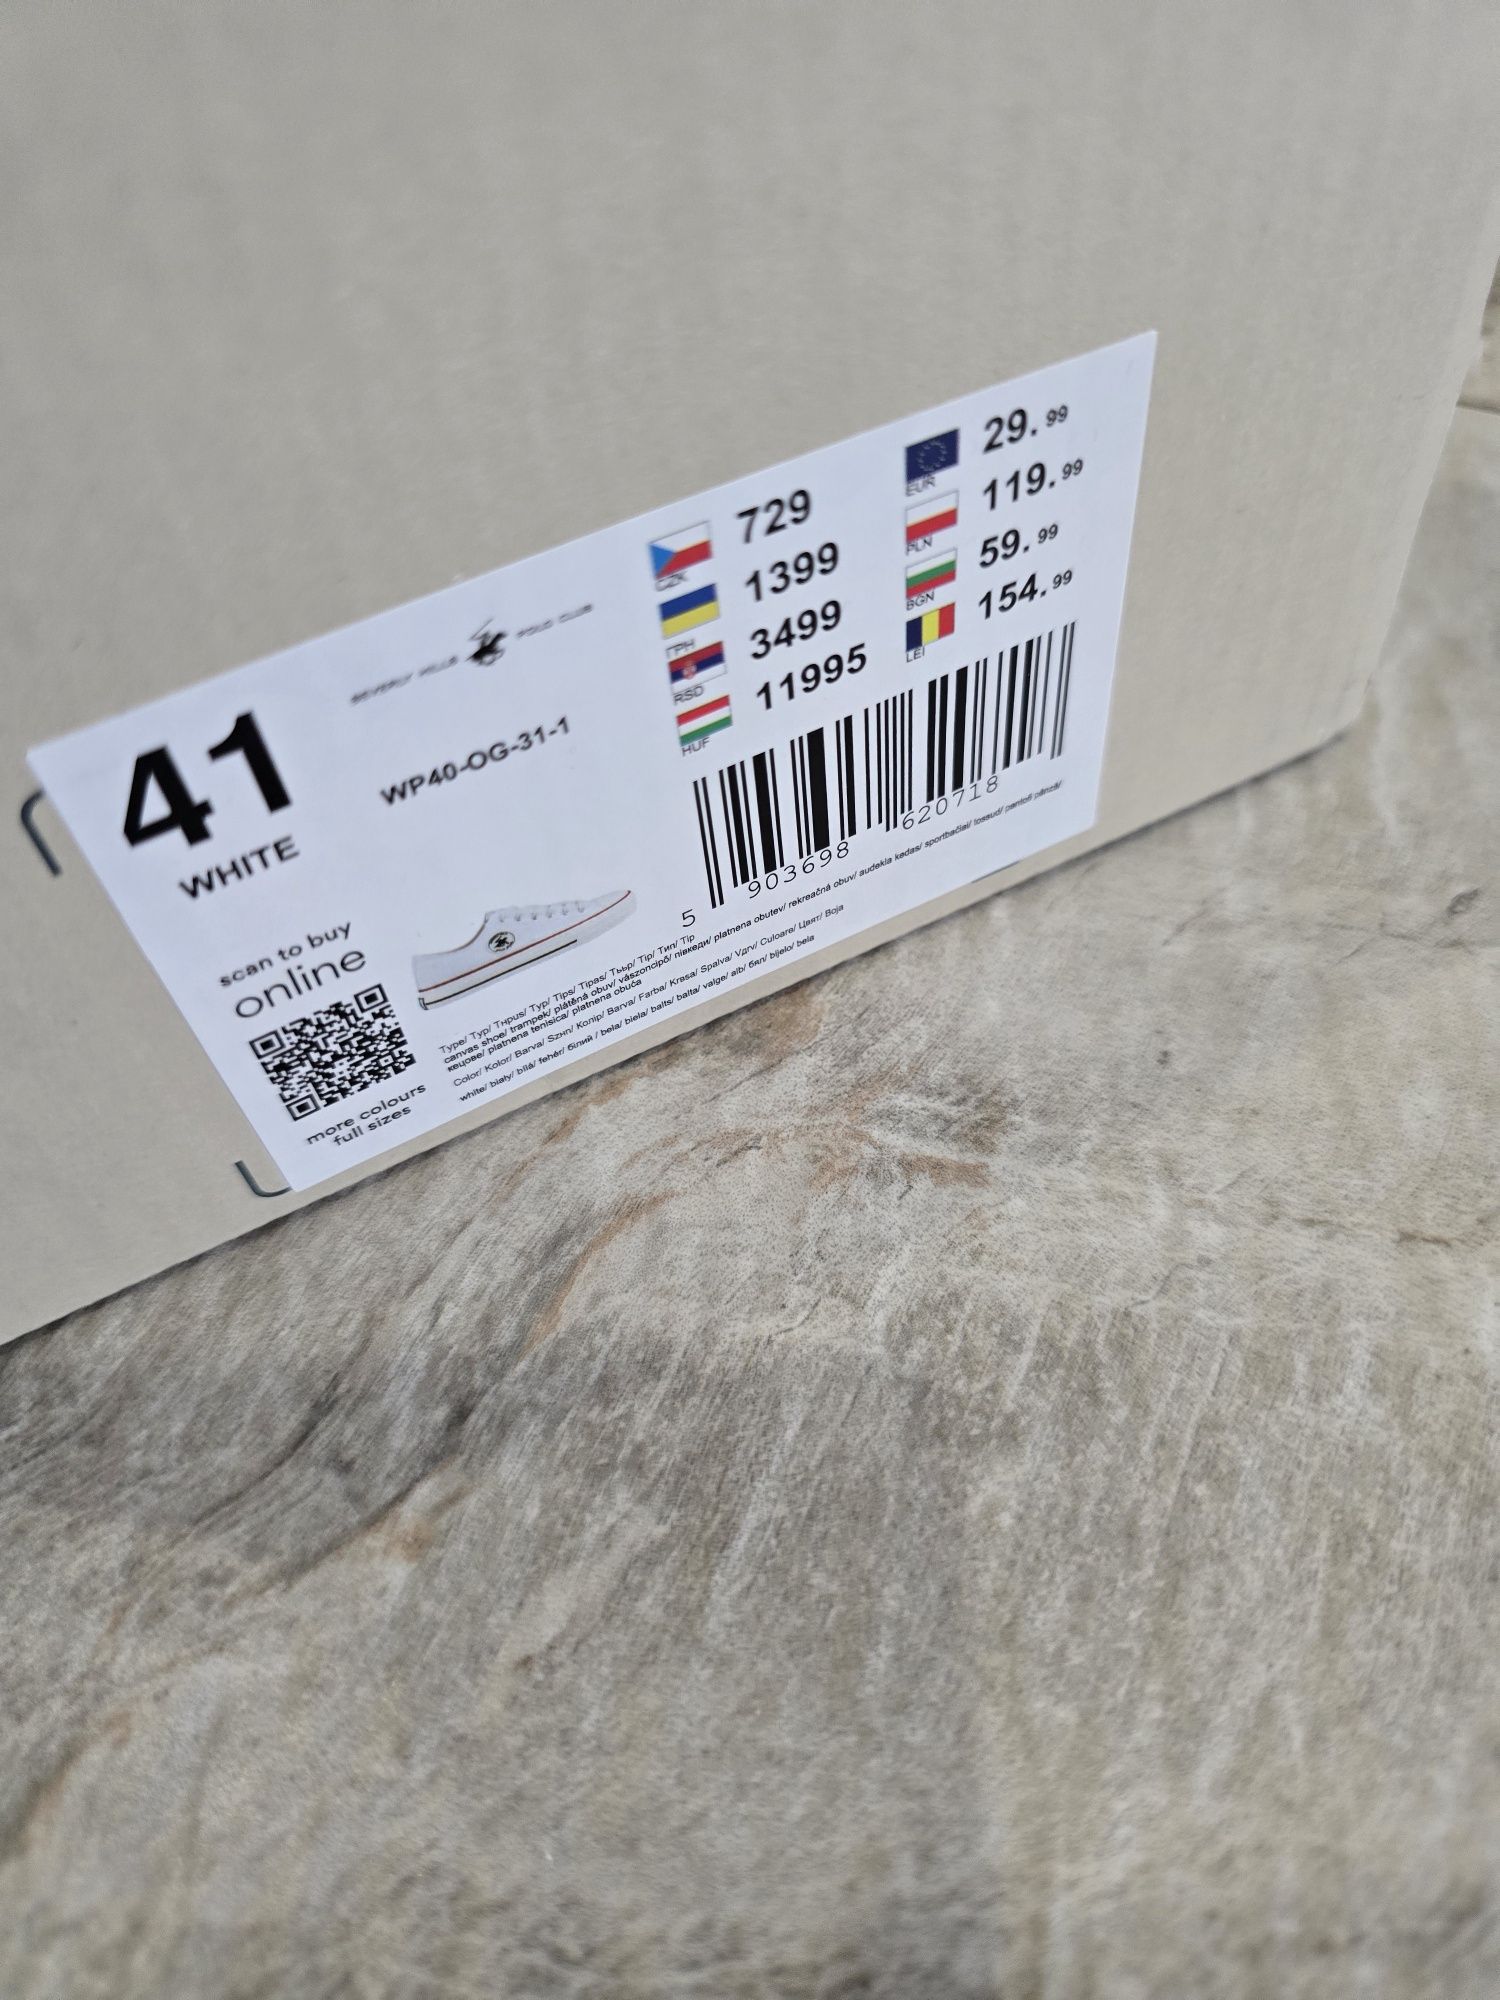 41
WHITE
BEVERLY HILLS POLO CLUB
WP40-OG-31-1
scan to buy
online
more colours
full sizes
CZK 729
ГРН 1399
RSD 3499
HUF 11995
EUR 29.99
PLN 119.99
BGN 59.99
LEI 154.99
5 903698 620718
Type/ Typ/ Típus/ Typ/ Tips/ Tipas/ Tüüp/ Tip/ Тип/ Tip
canvas shoe/ trampek/ plátěná obuv/ vászoncipő/ півкеди/ platnena obutev/ rekreačná obuv/ audekla kedas/ sportbačiai/ tossud/ pantofi pânză/
кецове/ platnena tenisica/ platnena obuća
Color/ Kolor/ Barva/ Szín/ Колір/ Barva/ Farba/ Krasa/ Spalva/ Värv/ Culoare/ Цвят/ Boja
white/ biały/ bílá/ fehér/ білий / bela/ biela/ balts/ balta/ valge/ alb/ бял/ bijelo/ bela